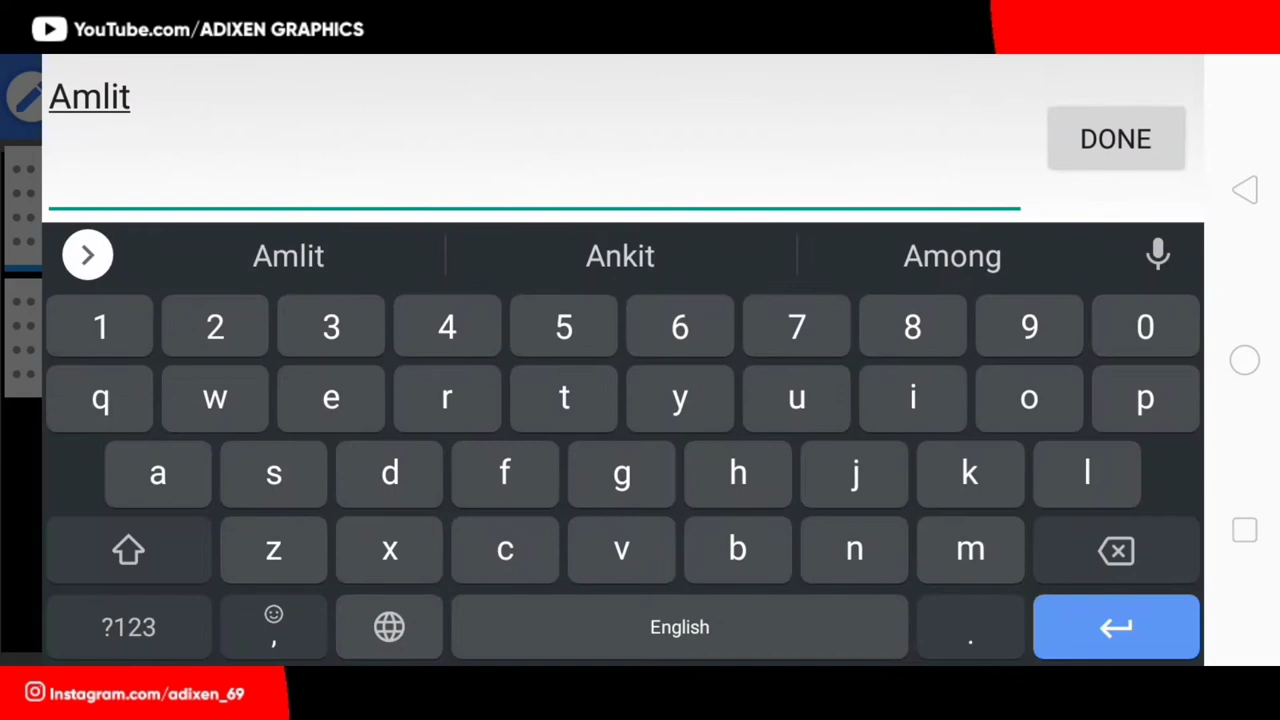 YouTube.com/ADIXEN GRAPHICS
Amlit
DONE
Amlit Ankit Among
1 2 3 4 5 6 7 8 9 0
q w e r t y u i o p
a s d f g h j k l
z x c v b n m
?123 , English .
Instagram.com/adixen_69